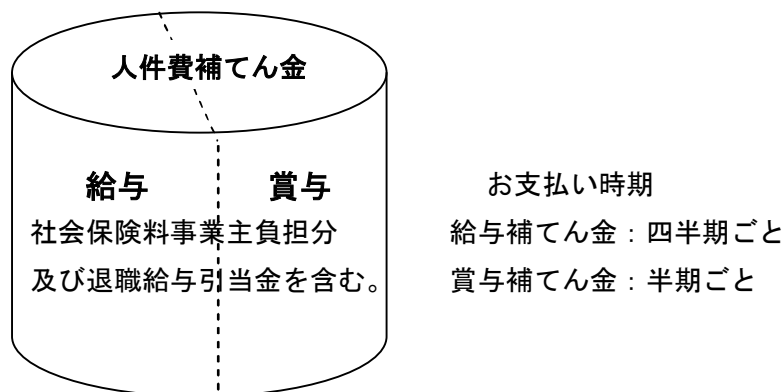 人件費補てん金
給与　賞与　お支払い時期
社会保険料事業主負担分　給与補てん金：四半期ごと
及び退職給与引当金を含む。　賞与補てん金：半期ごと